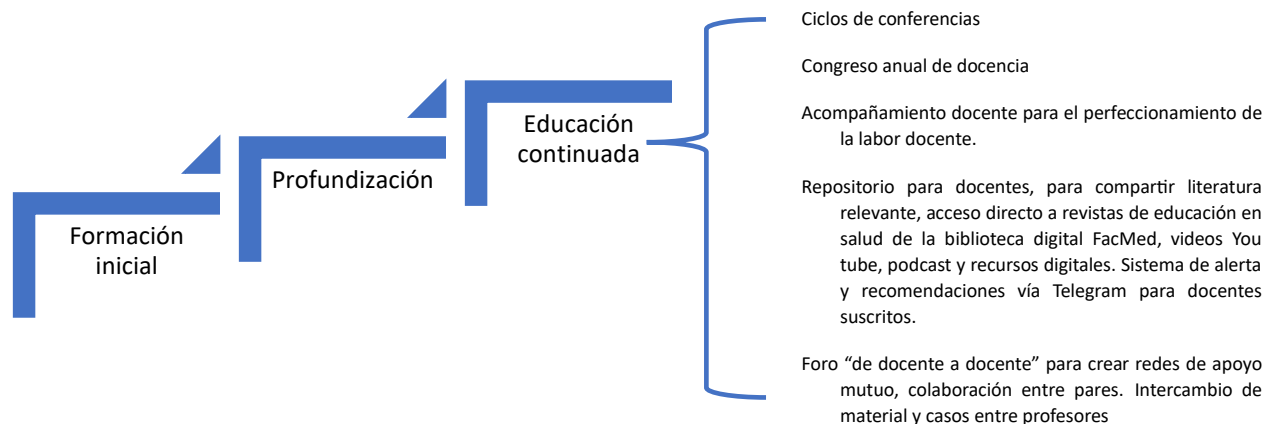 Formación
inicial
Profundización
Educación
continuada
Ciclos de conferencias
Congreso anual de docencia
Acompañamiento docente para el perfeccionamiento de
la labor docente.
Repositorio para docentes, para compartir literatura
relevante, acceso directo a revistas de educación en
salud de la biblioteca digital FacMed, videos You
tube, podcast y recursos digitales. Sistema de alerta
y recomendaciones vía Telegram para docentes
suscritos.
Foro “de docente a docente” para crear redes de apoyo
mutuo, colaboración entre pares. Intercambio de
material y casos entre profesores